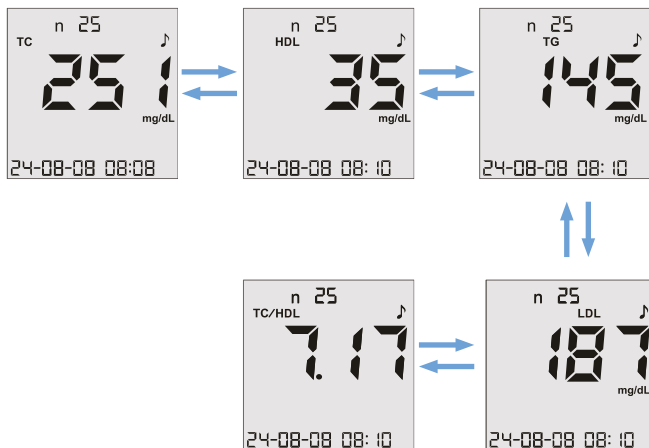 n 25
TC
251
mg/dL
24-08-08 08:08
n 25
HDL
35
mg/dL
24-08-08 08:10
n 25
TG
145
mg/dL
24-08-08 08:10
n 25
TC/HDL
7.17
24-08-08 08:10
n 25
LDL
187
mg/dL
24-08-08 08:10